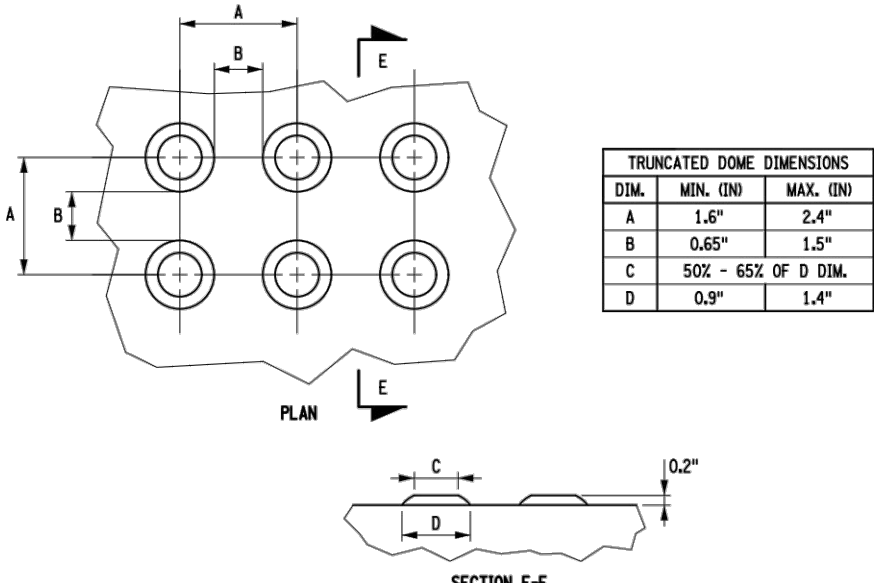 A
B
E
A
B
E
PLAN
TRUNCATED DOME DIMENSIONS
DIM. MIN. (IN) MAX. (IN)
A 1.6" 2.4"
B 0.65" 1.5"
C 50% - 65% OF D DIM.
D 0.9" 1.4"
C
0.2"
D
SECTION E-E